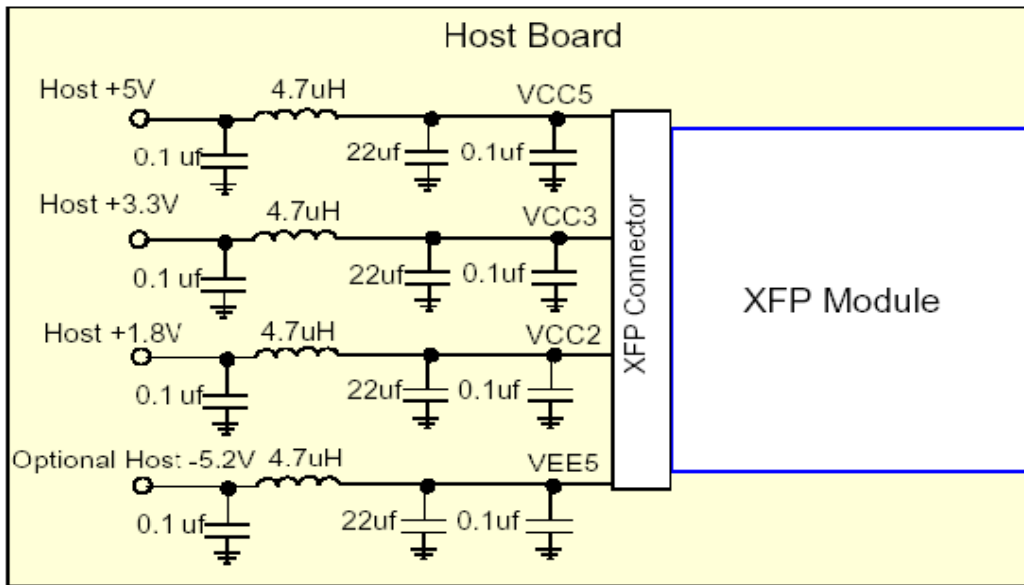 Host Board
Host +5V
4.7uH
VCC5
0.1 uf
22uf
0.1uf
Host +3.3V
4.7uH
VCC3
0.1 uf
22uf
0.1uf
Host +1.8V
4.7uH
VCC2
0.1 uf
22uf
0.1uf
Optional Host -5.2V
4.7uH
VEE5
0.1 uf
22uf
0.1uf
XFP Connector
XFP Module